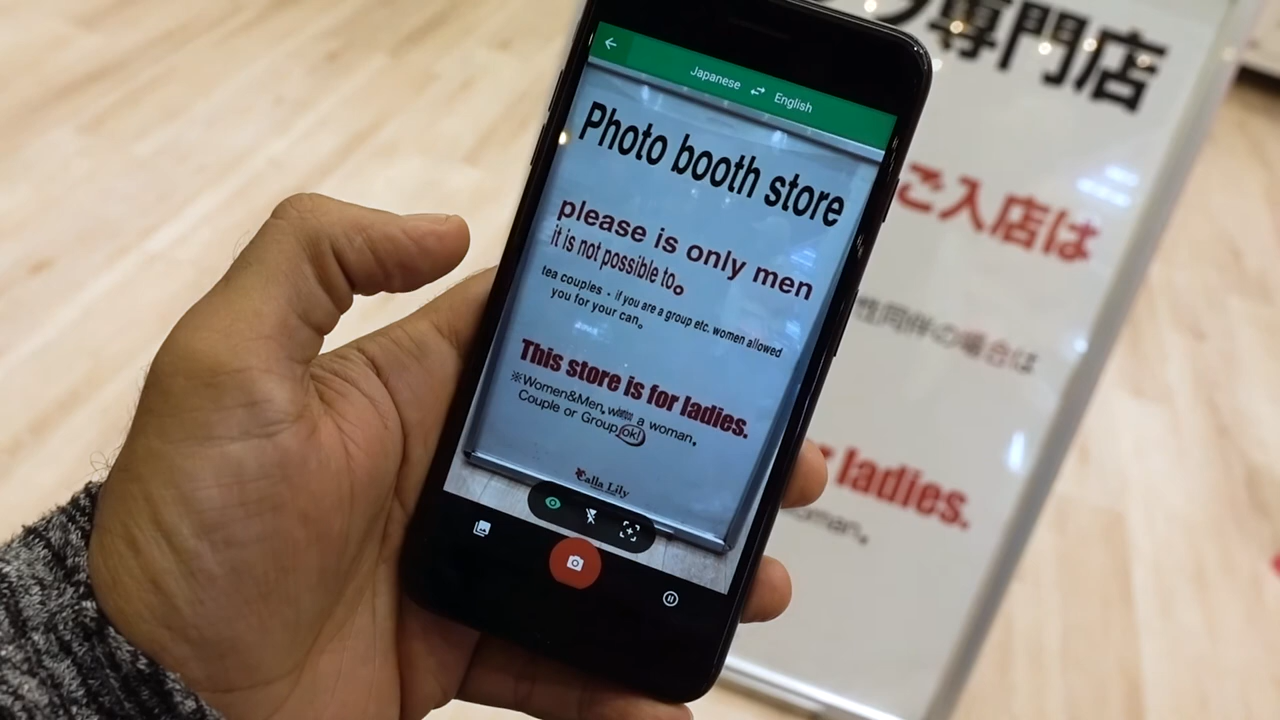 Japanese English
Photo booth store
please is only men
it is not possible to。
tea couples - if you are a group etc. women allowed
you for your can。
This store is for ladies.
※Women&Men, a woman.
Couple or Group ok!
Calla Lily
専門店
ご入店は
性同伴の場合は
r ladies.
woman.